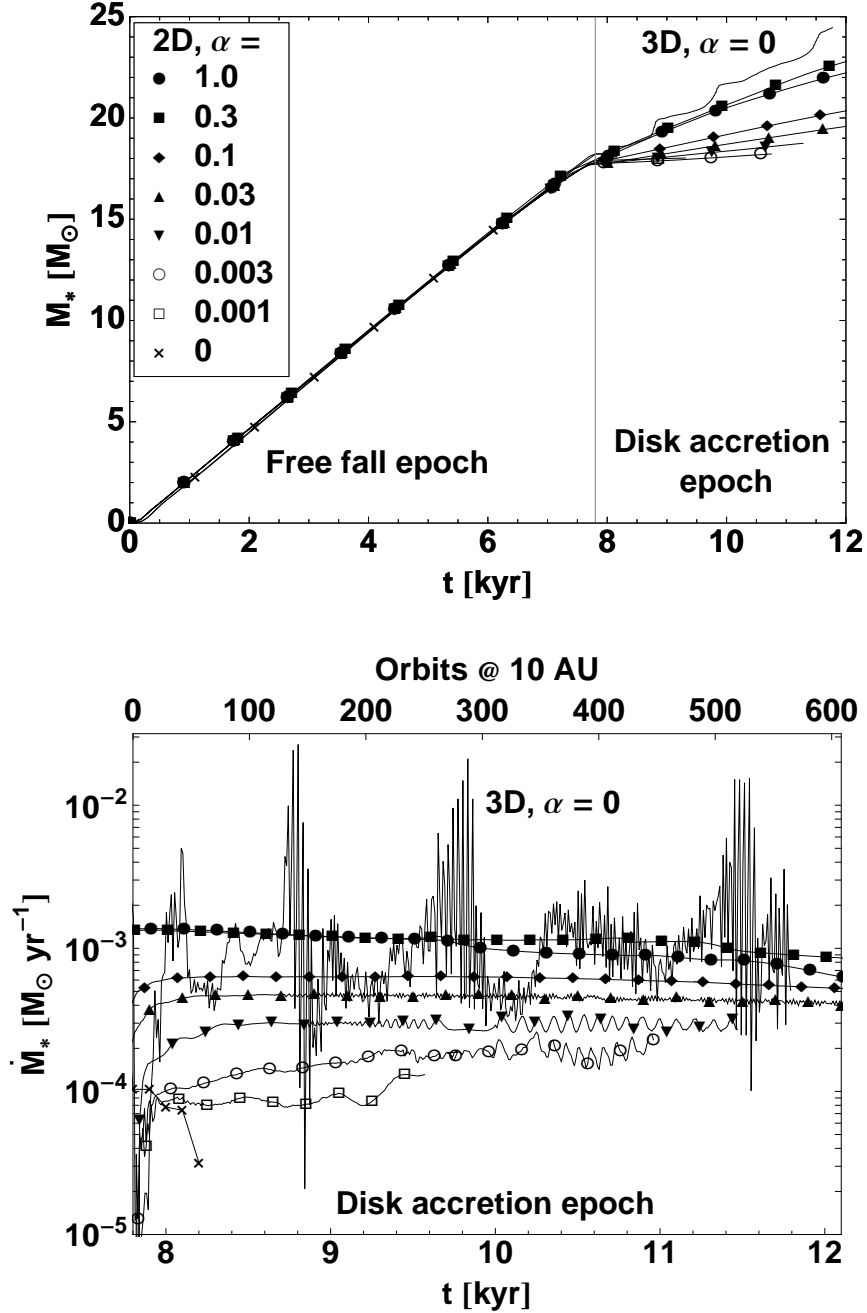 2D, α =
1.0
0.3
0.1
0.03
0.01
0.003
0.001
0
3D, α = 0
Free fall epoch
Disk accretion
epoch
M* [M⊙]
25
20
15
10
5
0
0 2 4 6 8 10 12
t [kyr]
Orbits @ 10 AU
0 100 200 300 400 500 600
3D, α = 0
Ṁ* [M⊙ yr⁻¹]
10⁻²
10⁻³
10⁻⁴
10⁻⁵
Disk accretion epoch
8 9 10 11 12
t [kyr]